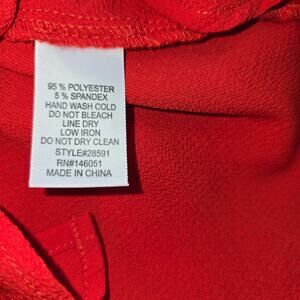 95 % POLYESTER
5 % SPANDEX
HAND WASH COLD
DO NOT BLEACH
LINE DRY
LOW IRON
DO NOT DRY CLEAN
STYLE#28591
RN#146051
MADE IN CHINA